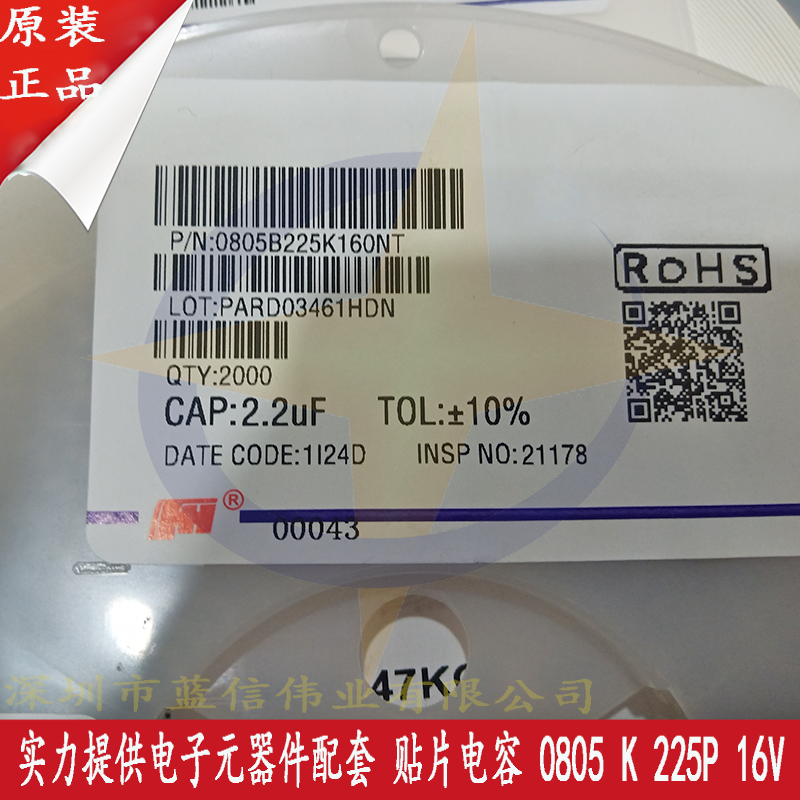 原装
正品
P/N:0805B225K160NT
LOT:PARD03461HDN
QTY:2000
CAP:2.2uF TOL:±10%
DATE CODE:1I24D INSP NO:21178
RoHS
®
00043
47K
深圳市蓝信伟业有限公司
实力提供电子元器件配套 贴片电容 0805 K 225P 16V